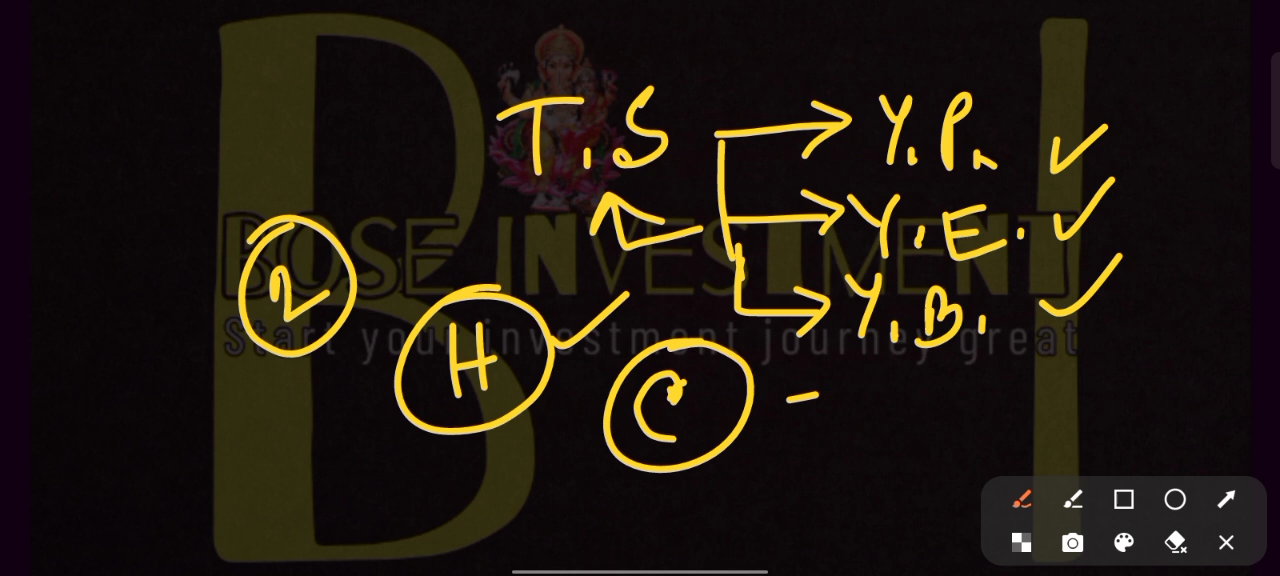 T.S → Y.P. ✓
→ Y.E. ✓
→ Y.B. ✓
BOSE INVESTMENT
Start your investment journey great
2
H ✓
C -